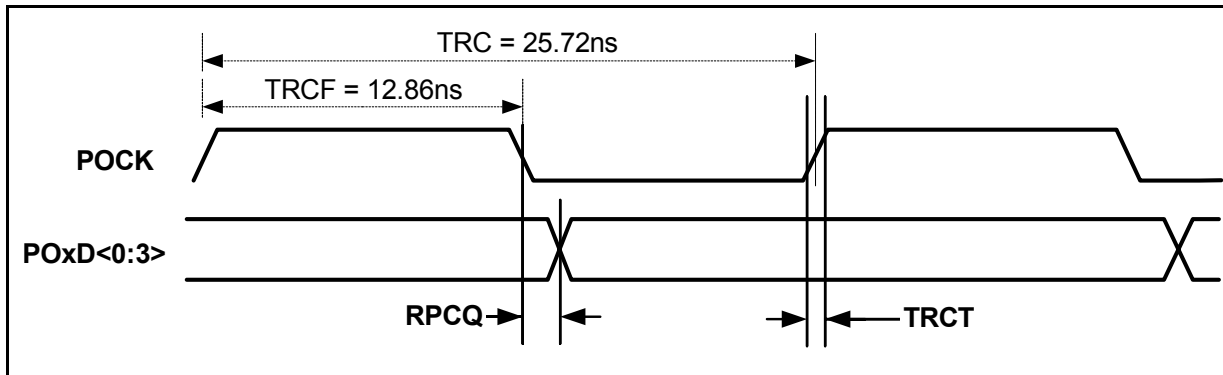 TRC = 25.72ns
TRCF = 12.86ns
POCK
POxD<0:3>
RPCQ
TRCT